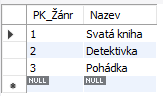 PK_Žánr Nazev
1 Svatá kniha
2 Detektivka
3 Pohádka
NULL NULL